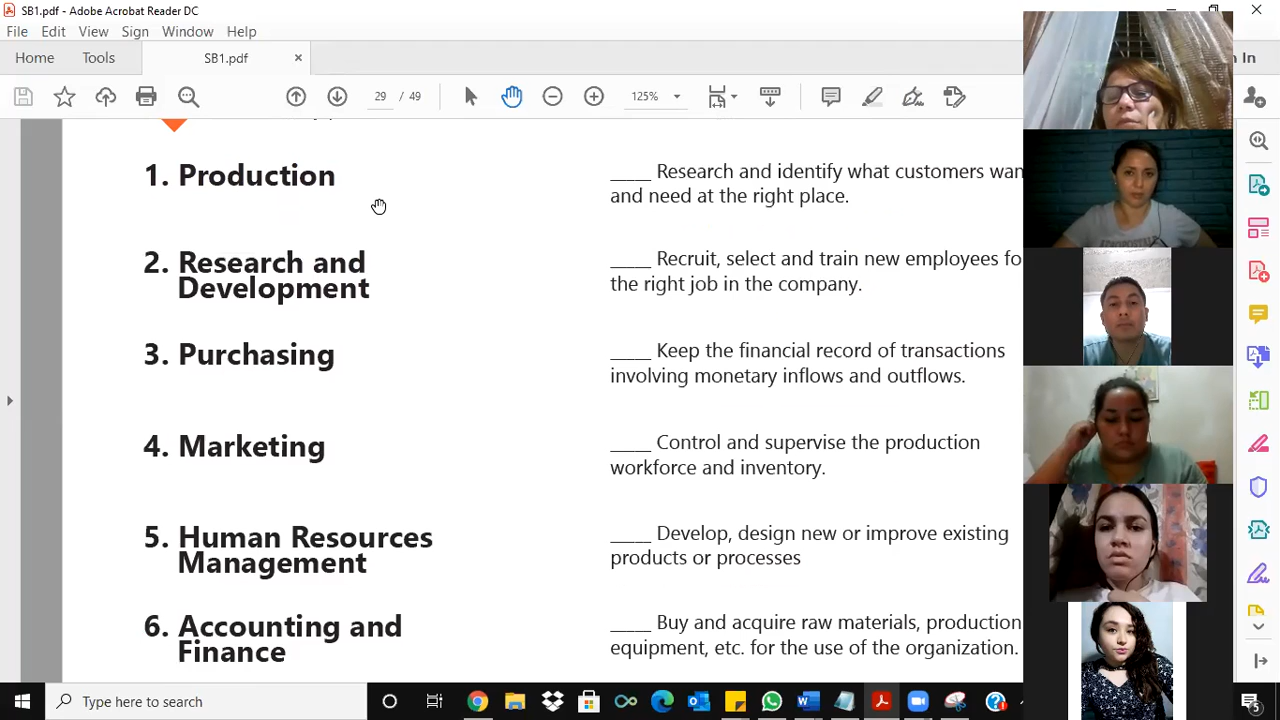 SB1.pdf - Adobe Acrobat Reader DC
File Edit View Sign Window Help
Home Tools SB1.pdf × In
29 / 49 125%
1. Production
____ Research and identify what customers wan
and need at the right place.
2. Research and
Development
____ Recruit, select and train new employees fo
the right job in the company.
3. Purchasing
____ Keep the financial record of transactions
involving monetary inflows and outflows.
4. Marketing
____ Control and supervise the production
workforce and inventory.
5. Human Resources
Management
____ Develop, design new or improve existing
products or processes
6. Accounting and
Finance
____ Buy and acquire raw materials, production
equipment, etc. for the use of the organization.
Type here to search